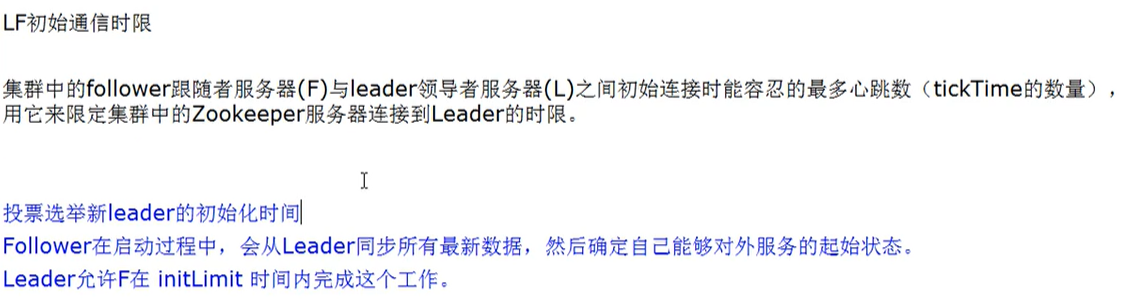 LF初始通信时限
集群中的follower跟随者服务器(F)与leader领导者服务器(L)之间初始连接时能容忍的最多心跳数（tickTime的数量），
用它来限定集群中的Zookeeper服务器连接到Leader的时限。
投票选举新leader的初始化时间
Follower在启动过程中，会从Leader同步所有最新数据，然后确定自己能够对外服务的起始状态。
Leader允许F在 initLimit 时间内完成这个工作。